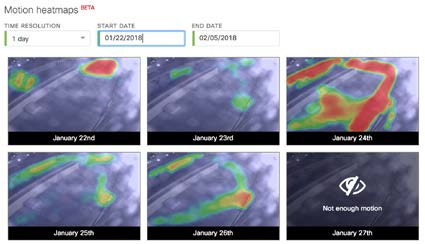 Motion heatmaps BETA
TIME RESOLUTION START DATE END DATE
1 day 01/22/2018 02/05/2018
January 22nd January 23rd January 24th
Not enough motion
January 25th January 26th January 27th